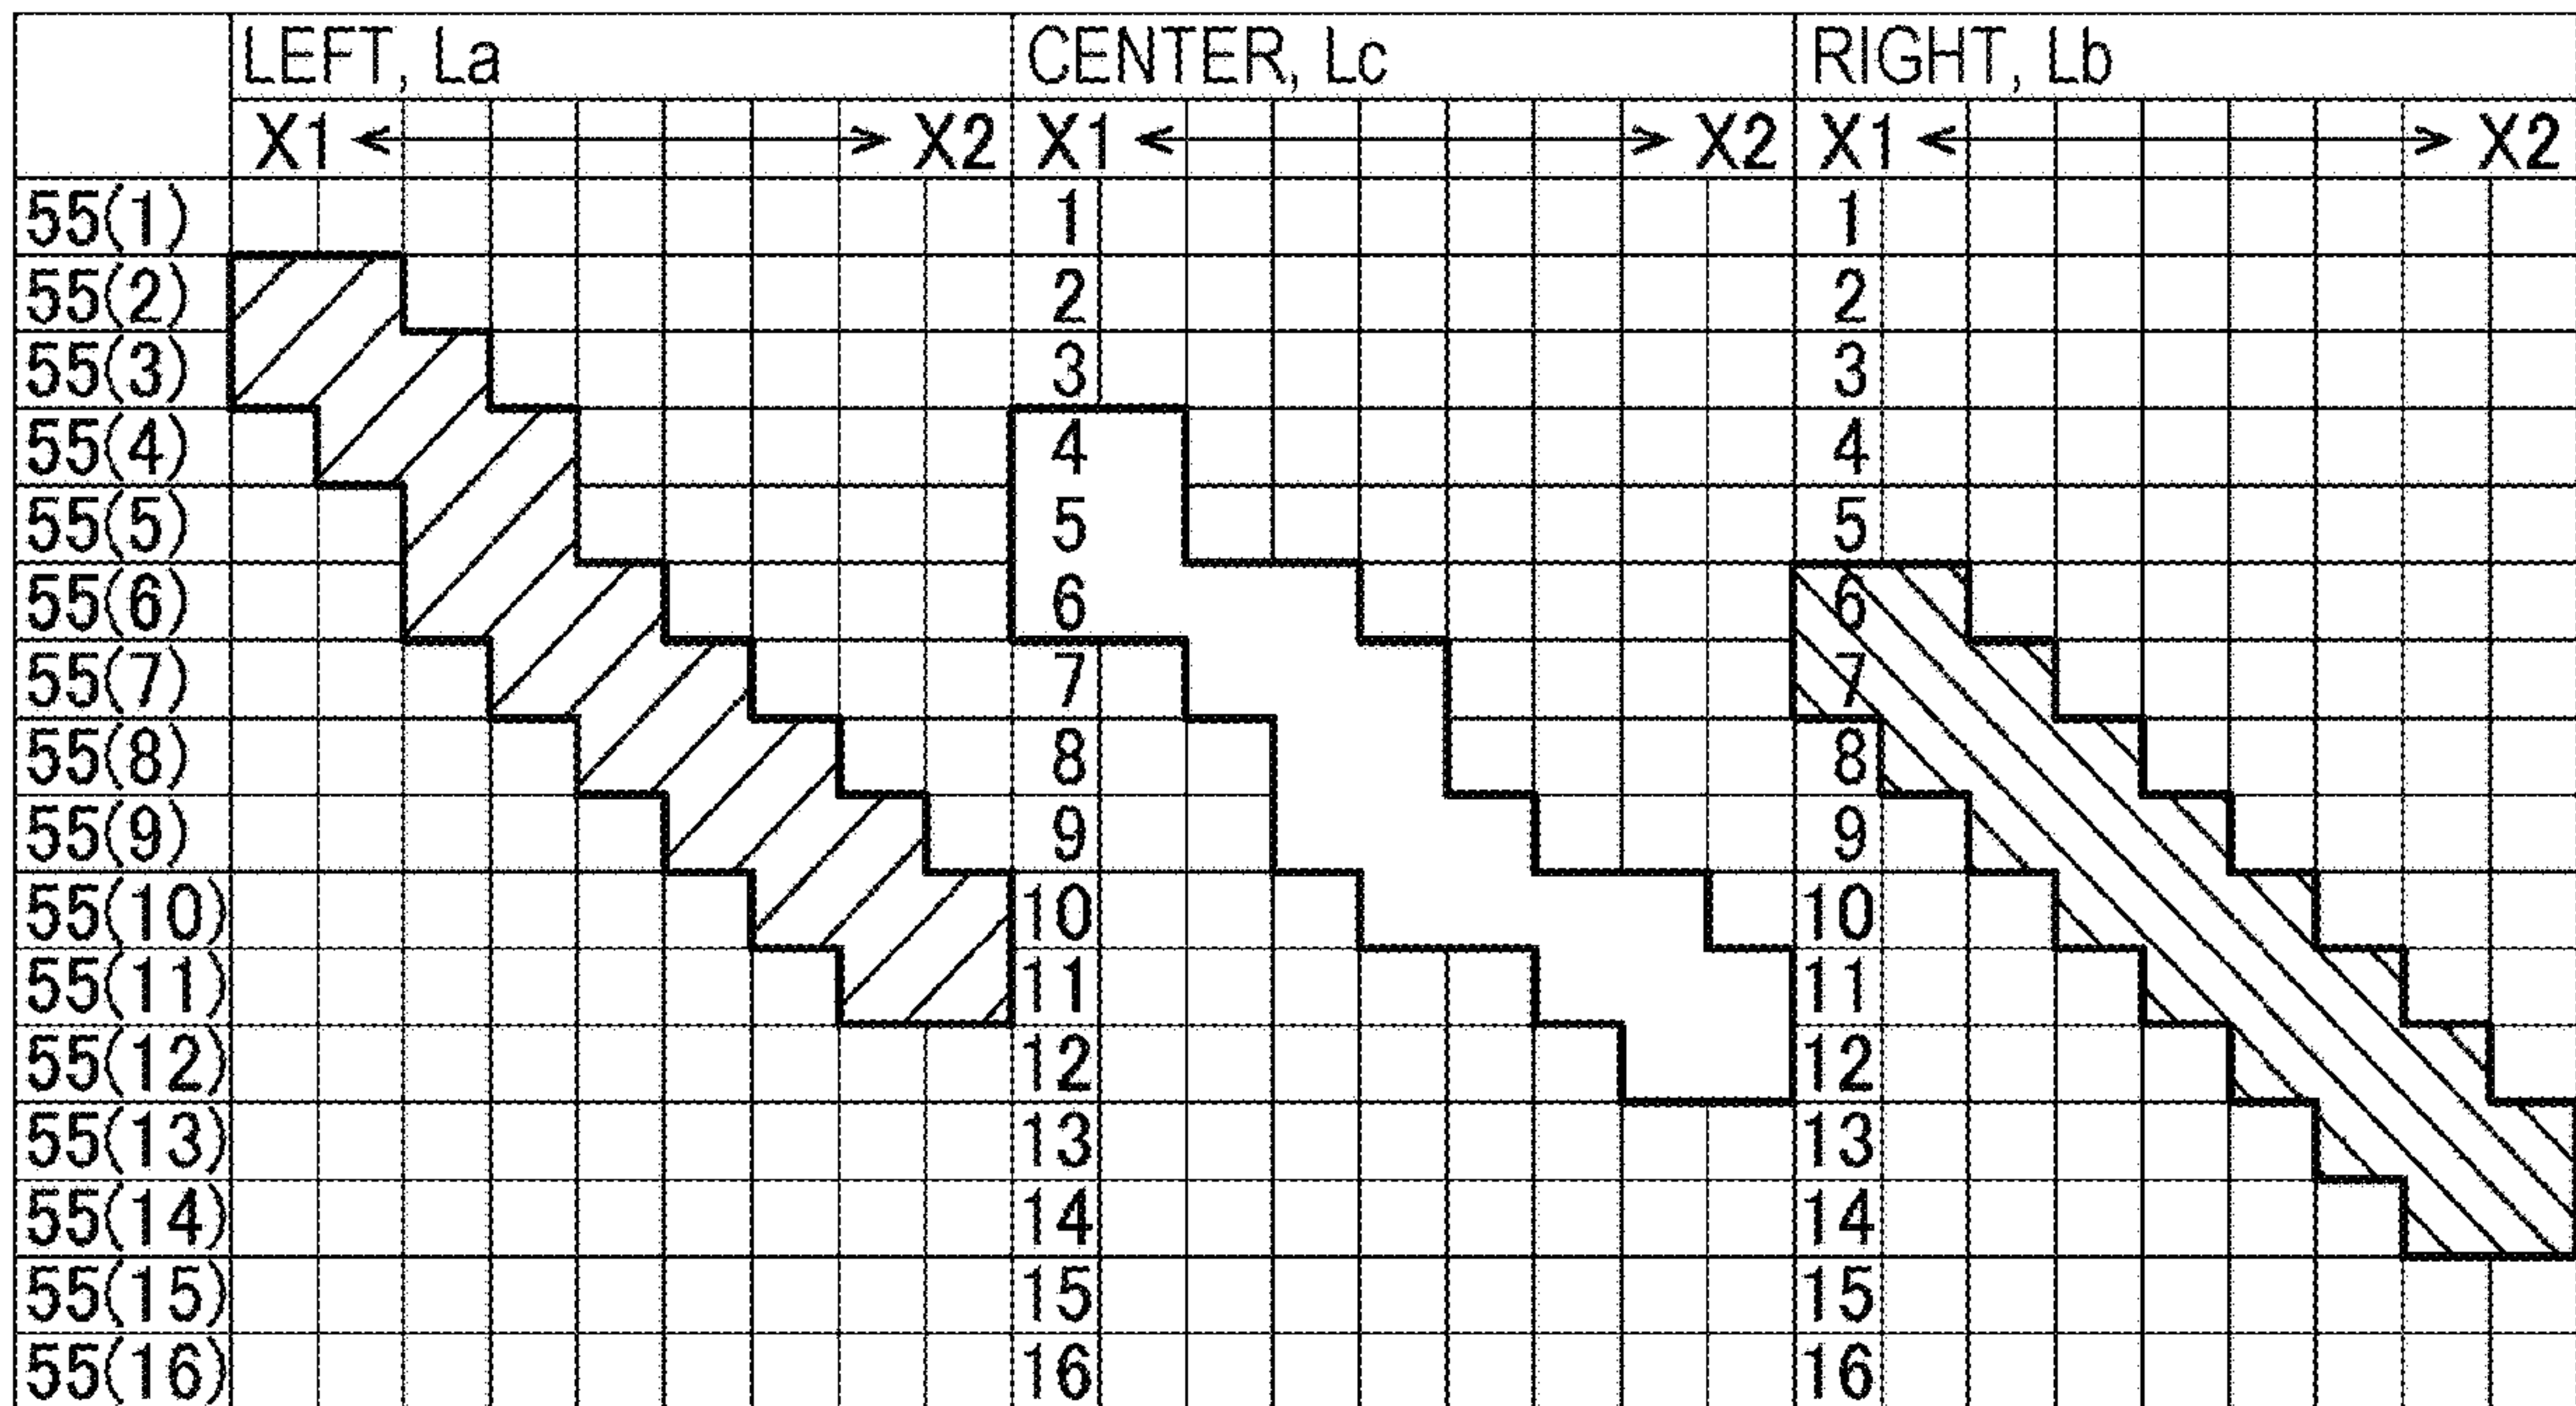 LEFT, La CENTER, Lc RIGHT, Lb
X1 X2 X1 X2 X1 X2
55(1) 1 1
55(2) 2 2
55(3) 3 3
55(4) 4 4
55(5) 5 5
55(6) 6 6
55(7) 7 7
55(8) 8 8
55(9) 9 9
55(10) 10 10
55(11) 11 11
55(12) 12 12
55(13) 13 13
55(14) 14 14
55(15) 15 15
55(16) 16 16